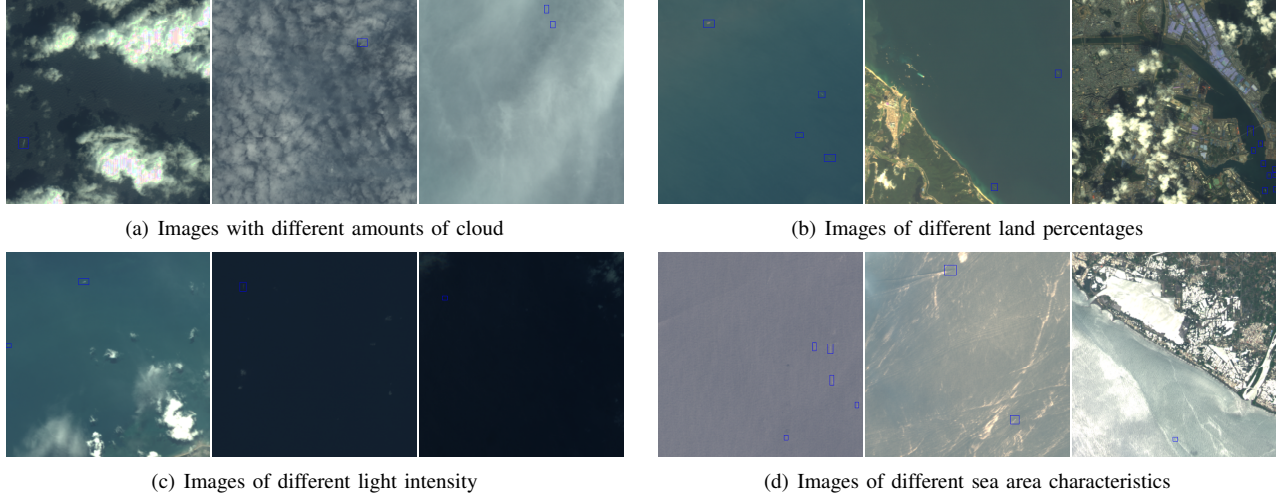 (a) Images with different amounts of cloud
(b) Images of different land percentages
(c) Images of different light intensity
(d) Images of different sea area characteristics